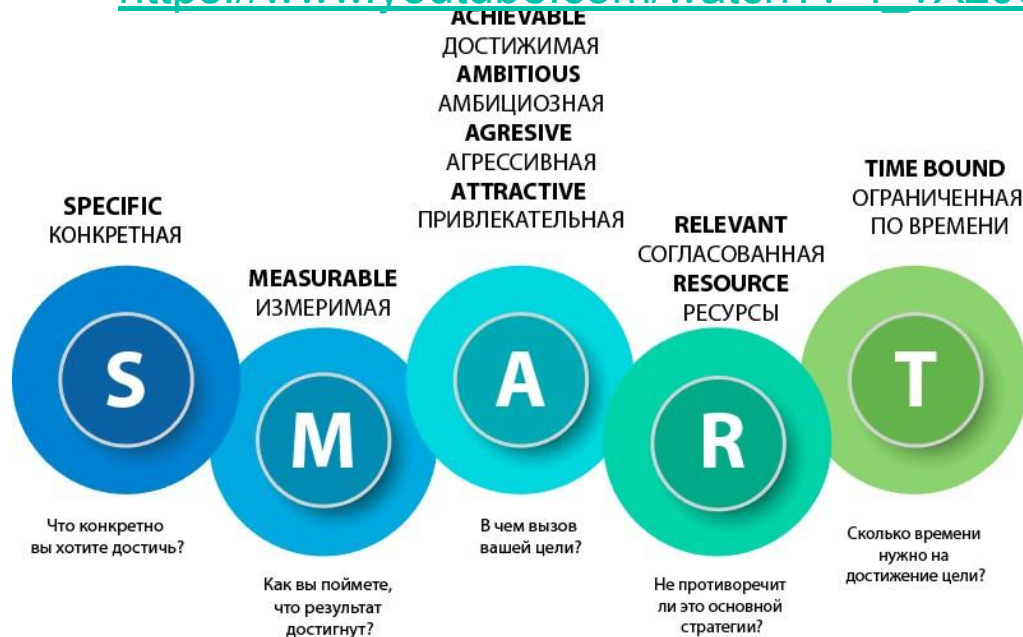 ACHIEVABLE
ДОСТИЖИМАЯ
AMBITIOUS
АМБИЦИОЗНАЯ
AGRESIVE
АГРЕССИВНАЯ
ATTRACTIVE
ПРИВЛЕКАТЕЛЬНАЯ
SPECIFIC
КОНКРЕТНАЯ
MEASURABLE
ИЗМЕРИМАЯ
RELEVANT
СОГЛАСОВАННАЯ
RESOURCE
РЕСУРСЫ
TIME BOUND
ОГРАНИЧЕННАЯ
ПО ВРЕМЕНИ
S
M
A
R
T
Что конкретно
вы хотите достичь?
Как вы поймете,
что результат
достигнут?
В чем вызов
вашей цели?
Не противоречит
ли это основной
стратегии?
Сколько времени
нужно на
достижение цели?